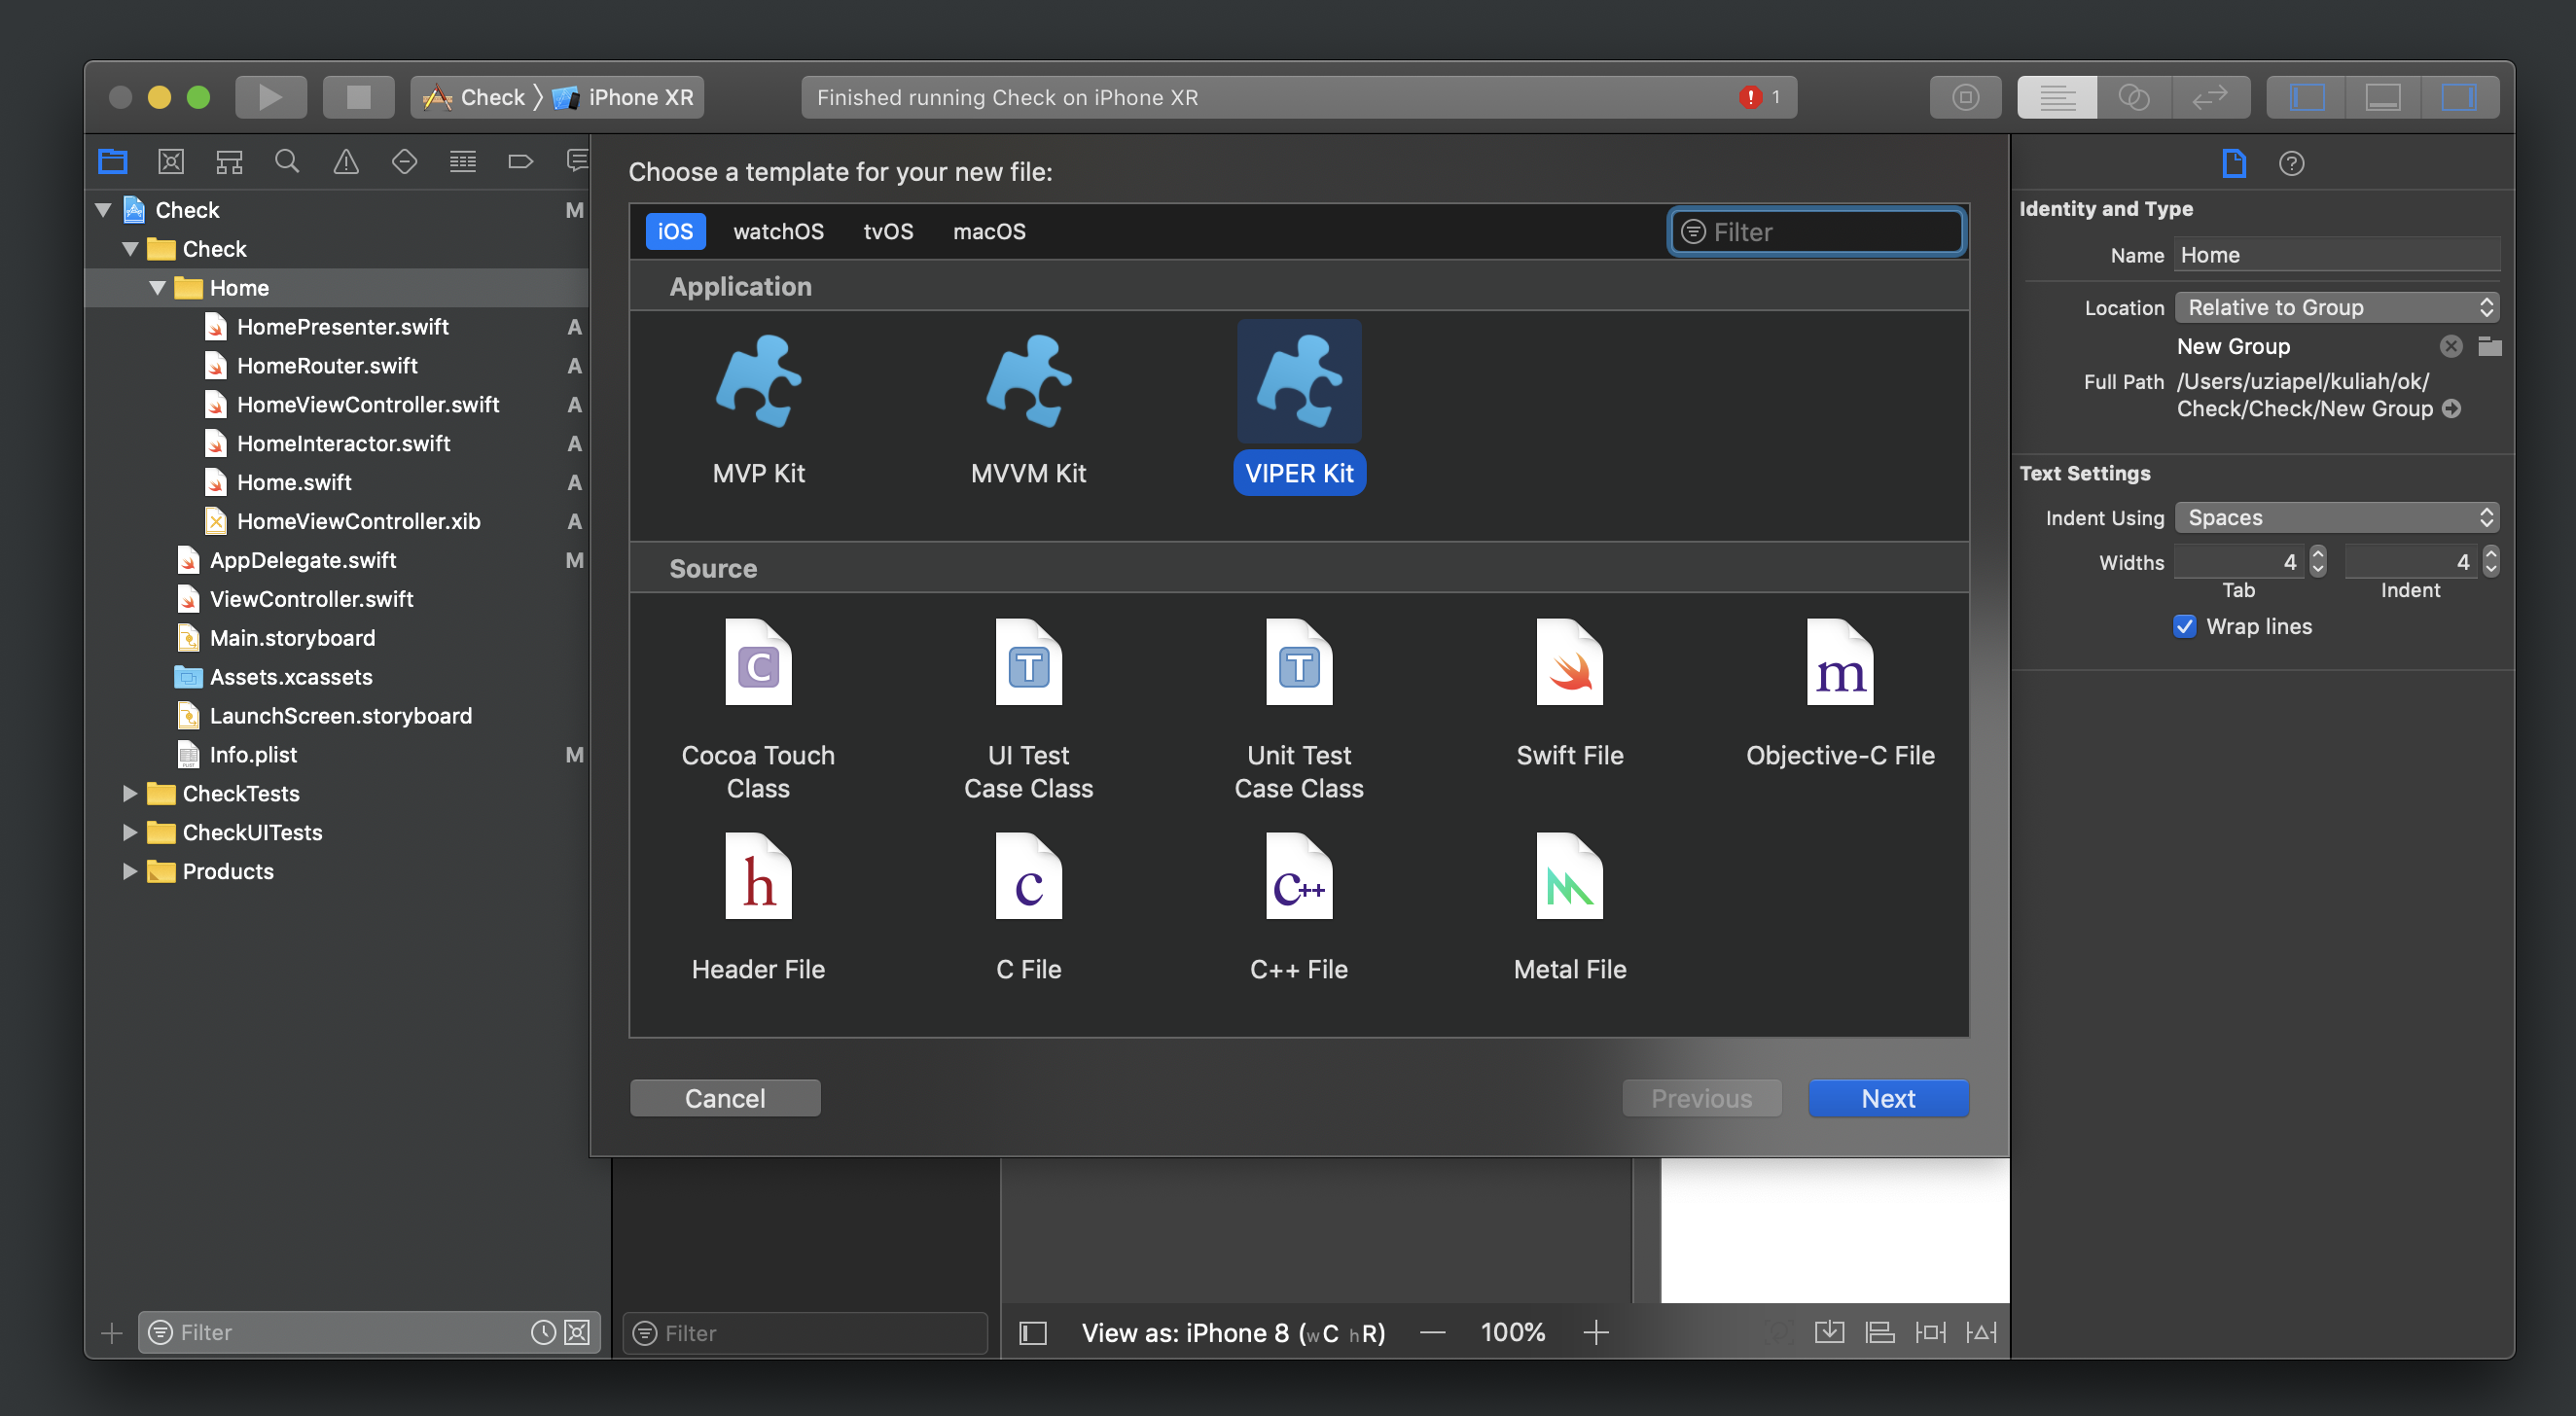 Check
iPhone XR
Finished running Check on iPhone XR
1
Check M
Check
Home
HomePresenter.swift A
HomeRouter.swift A
HomeViewController.swift A
HomeInteractor.swift A
Home.swift A
HomeViewController.xib A
AppDelegate.swift M
ViewController.swift
Main.storyboard
Assets.xcassets
LaunchScreen.storyboard
Info.plist M
CheckTests
CheckUITests
Products
Filter
Choose a template for your new file:
iOS watchOS tvOS macOS
Filter
Application
MVP Kit
MVVM Kit
VIPER Kit
Source
C
Cocoa Touch
Class
T
UI Test
Case Class
T
Unit Test
Case Class
Swift File
m
Objective-C File
h
Header File
c
C File
C++
C++ File
Metal File
Cancel
Previous
Next
Filter
View as: iPhone 8 (wC hR)
100%
Identity and Type
Name Home
Location Relative to Group
New Group
Full Path /Users/uziapel/kuliah/ok/
Check/Check/New Group
Text Settings
Indent Using Spaces
Widths 4 4
Tab Indent
Wrap lines